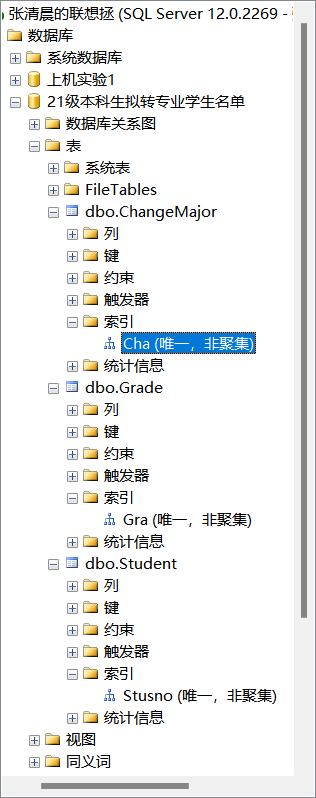 张清晨的联想拯 (SQL Server 12.0.2269 -
数据库
系统数据库
上机实验1
21级本科生拟转专业学生名单
数据库关系图
表
系统表
FileTables
dbo.ChangeMajor
列
键
约束
触发器
索引
Cha (唯一，非聚集)
统计信息
dbo.Grade
列
键
约束
触发器
索引
Gra (唯一，非聚集)
统计信息
dbo.Student
列
键
约束
触发器
索引
Stusno (唯一，非聚集)
统计信息
视图
同义词